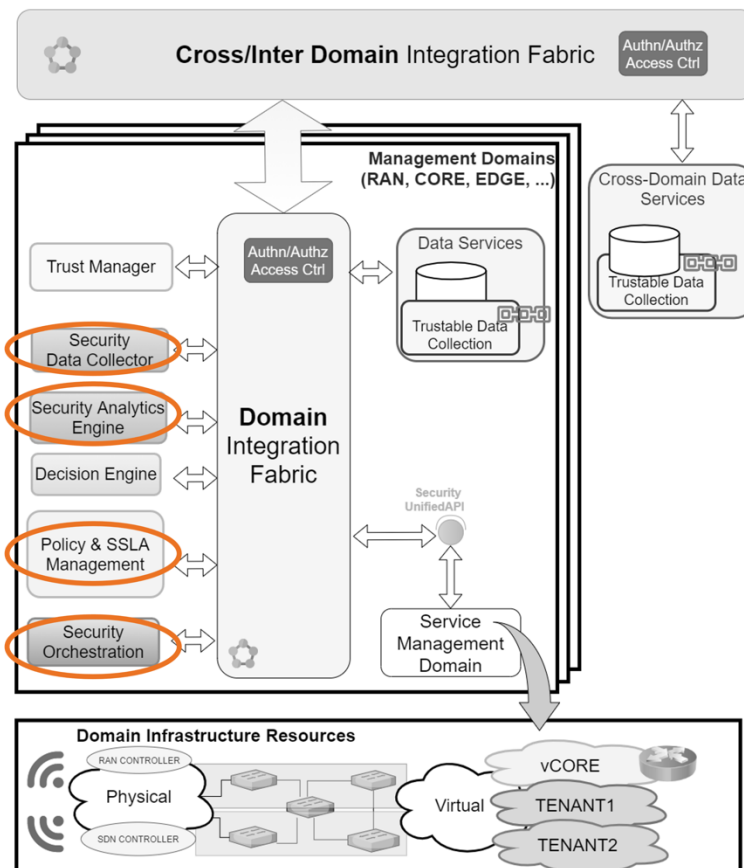 Cross/Inter Domain Integration Fabric
Authn/Authz
Access Ctrl
Management Domains
(RAN, CORE, EDGE, ...)
Cross-Domain Data
Services
Trustable Data
Collection
Authn/Authz
Access Ctrl
Data Services
Trustable Data
Collection
Trust Manager
Security
Data Collector
Security Analytics
Engine
Decision Engine
Policy & SSLA
Management
Security
Orchestration
Domain
Integration
Fabric
Security
UnifiedAPI
Service
Management
Domain
Domain Infrastructure Resources
RAN CONTROLLER
Physical
SDN CONTROLLER
Virtual
vCORE
TENANT1
TENANT2